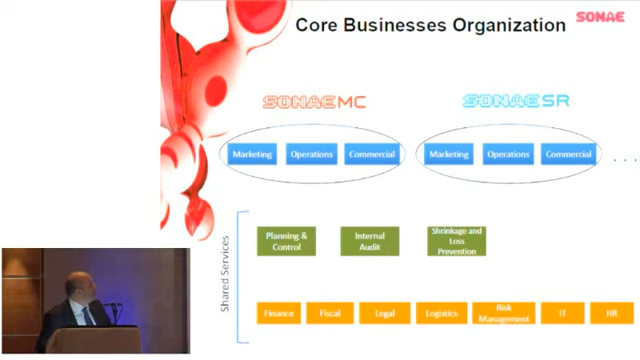 Core Businesses Organization
SONAE
SONAEMC
SONAESR
Marketing
Operations
Commercial
Marketing
Operations
Commercial
. . .
Shared Services
Planning &
Control
Internal
Audit
Shrinkage and
Loss
Prevention
Finance
Fiscal
Legal
Logistics
Risk
Management
IT
HR